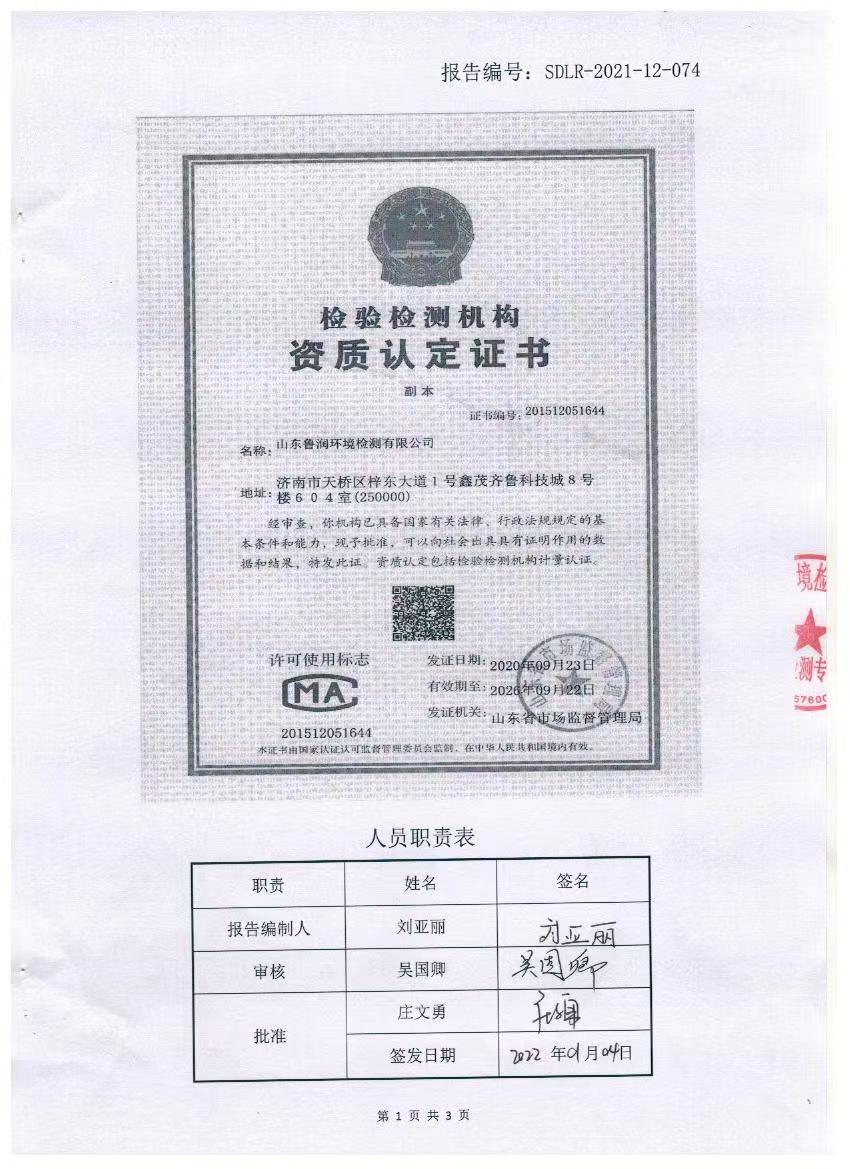 报告编号：SDLR-2021-12-074
检验检测机构
资质认定证书
副本
证书编号：201512051644
名称：山东鲁润环境检测有限公司
地址：济南市天桥区梓东大道1号鑫茂齐鲁科技城8号
楼604室(250000)
经审查，你机构已具备国家有关法律、行政法规规定的基
本条件和能力，现予批准，可以向社会出具具有证明作用的数
据和结果，特发此证。资质认定包括检验检测机构计量认证。
许可使用标志
MA
201512051644
发证日期：2020年09月23日
有效期至：2026年09月22日
发证机关：山东省市场监督管理局
本证书由国家认证认可监督管理委员会监制，在中华人民共和国境内有效。
境检
测专
5760
人员职责表
职责 姓名 签名
报告编制人 刘亚丽 刘亚丽
审核 吴国卿 吴国卿
批准 庄文勇
签发日期 2022年01月04日
第 1 页 共 3 页